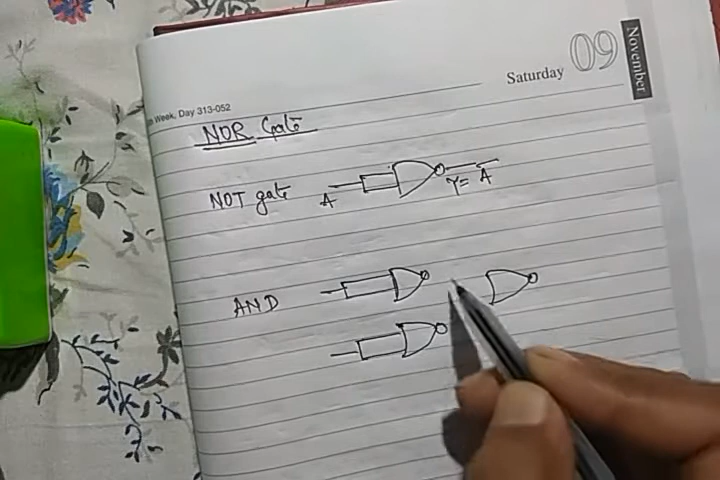 09
November
Saturday
Week, Day 313-052
NOR Gate
NOT gate A Y = A̅
AND